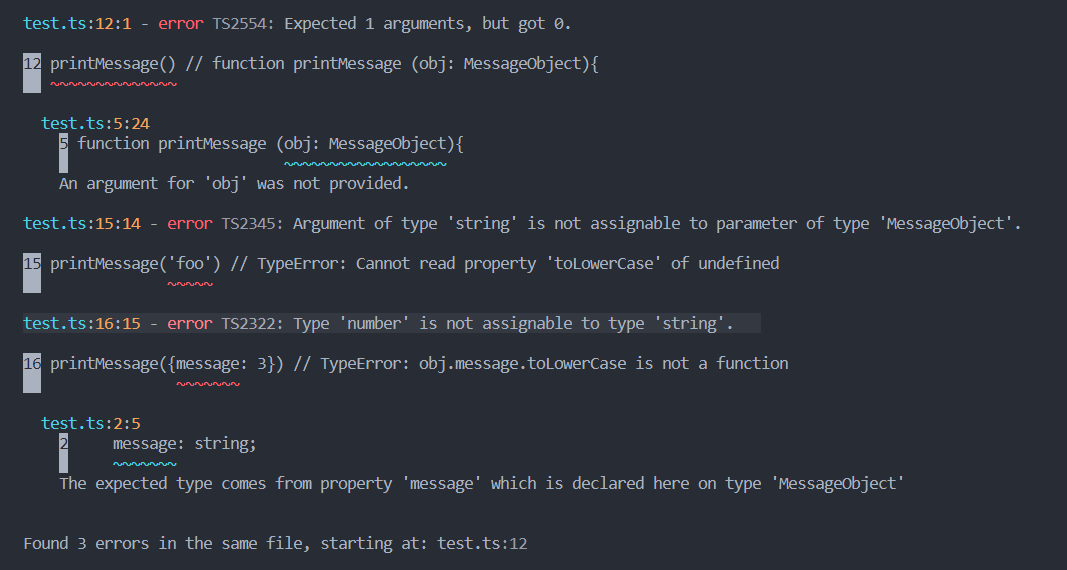 test.ts:12:1 - error TS2554: Expected 1 arguments, but got 0.
12 printMessage() // function printMessage (obj: MessageObject){
test.ts:5:24
5 function printMessage (obj: MessageObject){
An argument for 'obj' was not provided.
test.ts:15:14 - error TS2345: Argument of type 'string' is not assignable to parameter of type 'MessageObject'.
15 printMessage('foo') // TypeError: Cannot read property 'toLowerCase' of undefined
test.ts:16:15 - error TS2322: Type 'number' is not assignable to type 'string'.
16 printMessage({message: 3}) // TypeError: obj.message.toLowerCase is not a function
test.ts:2:5
2 message: string;
The expected type comes from property 'message' which is declared here on type 'MessageObject'
Found 3 errors in the same file, starting at: test.ts:12